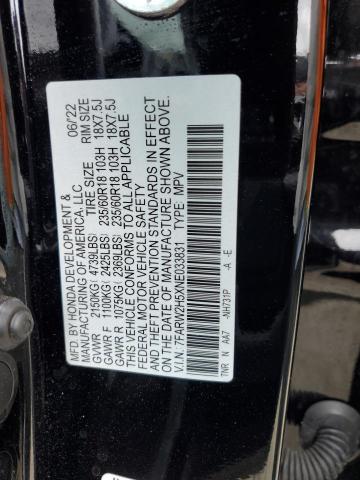 MFD. BY HONDA DEVELOPMENT & 06/22
MANUFACTURING OF AMERICA, LLC
TIRE SIZE RIM SIZE
GVWR 2150KG( 4739LBS)
GAWR F 1100KG( 2425LBS) 235/60R18 103H 18X7.5J
GAWR R 1075KG( 2369LBS) 235/60R18 103H 18X7.5J
THIS VEHICLE CONFORMS TO ALL APPLICABLE
FEDERAL MOTOR VEHICLE SAFETY
AND THEFT PREVENTION STANDARDS IN EFFECT
ON THE DATE OF MANUFACTURE SHOWN ABOVE.
V.I.N.: 7FARW2H5XNE033831 TYPE: MPV
TNR N AA7 -NH731P -A -E